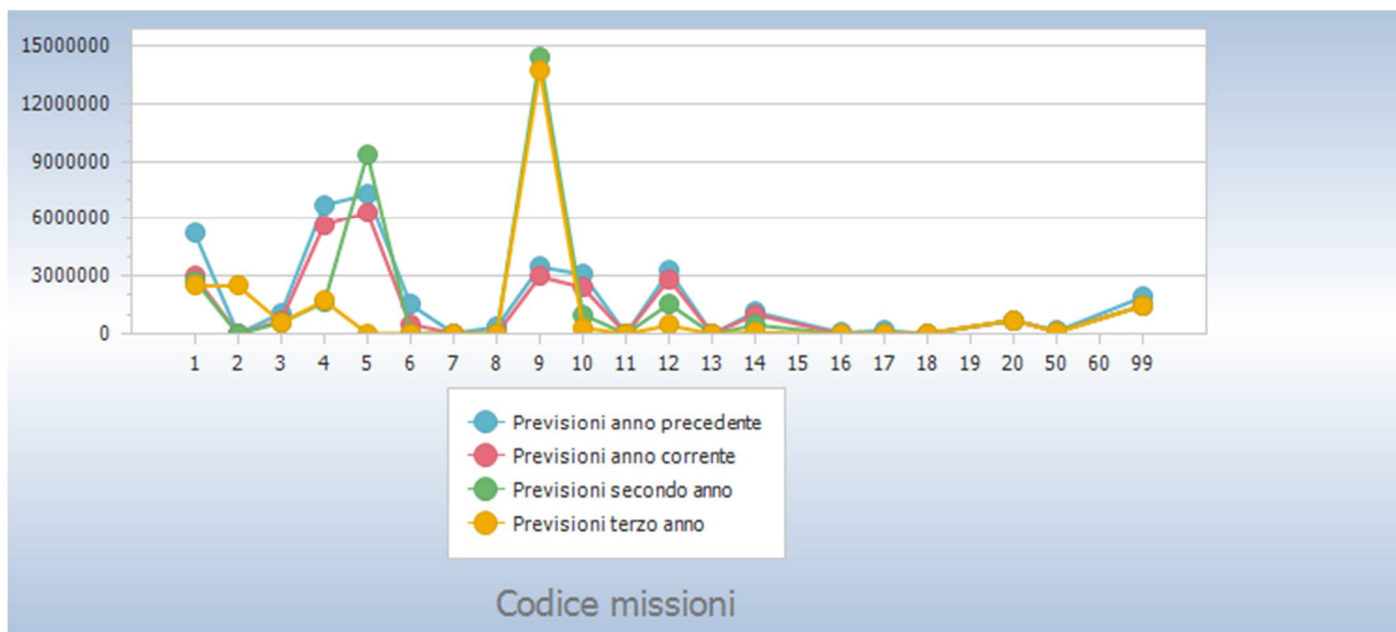 15000000
12000000
9000000
6000000
3000000
0
1 2 3 4 5 6 7 8 9 10 11 12 13 14 15 16 17 18 19 20 50 60 99
Previsioni anno precedente
Previsioni anno corrente
Previsioni secondo anno
Previsioni terzo anno
Codice missioni